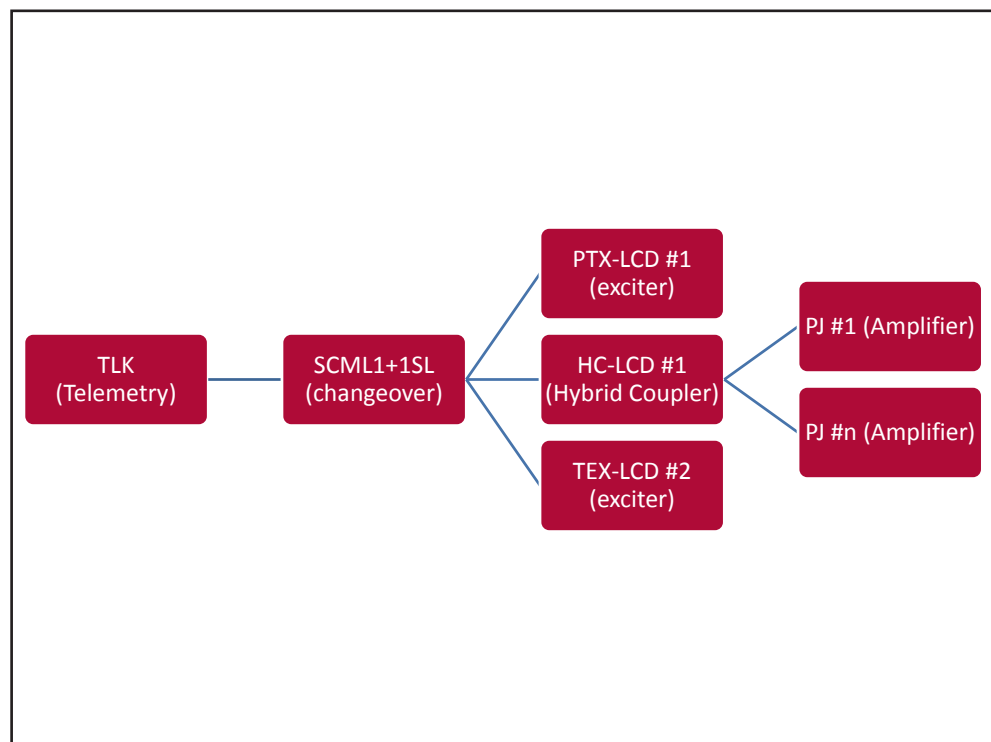 TLK
(Telemetry)
SCML1+1SL
(changeover)
PTX-LCD #1
(exciter)
HC-LCD #1
(Hybrid Coupler)
TEX-LCD #2
(exciter)
PJ #1 (Amplifier)
PJ #n (Amplifier)